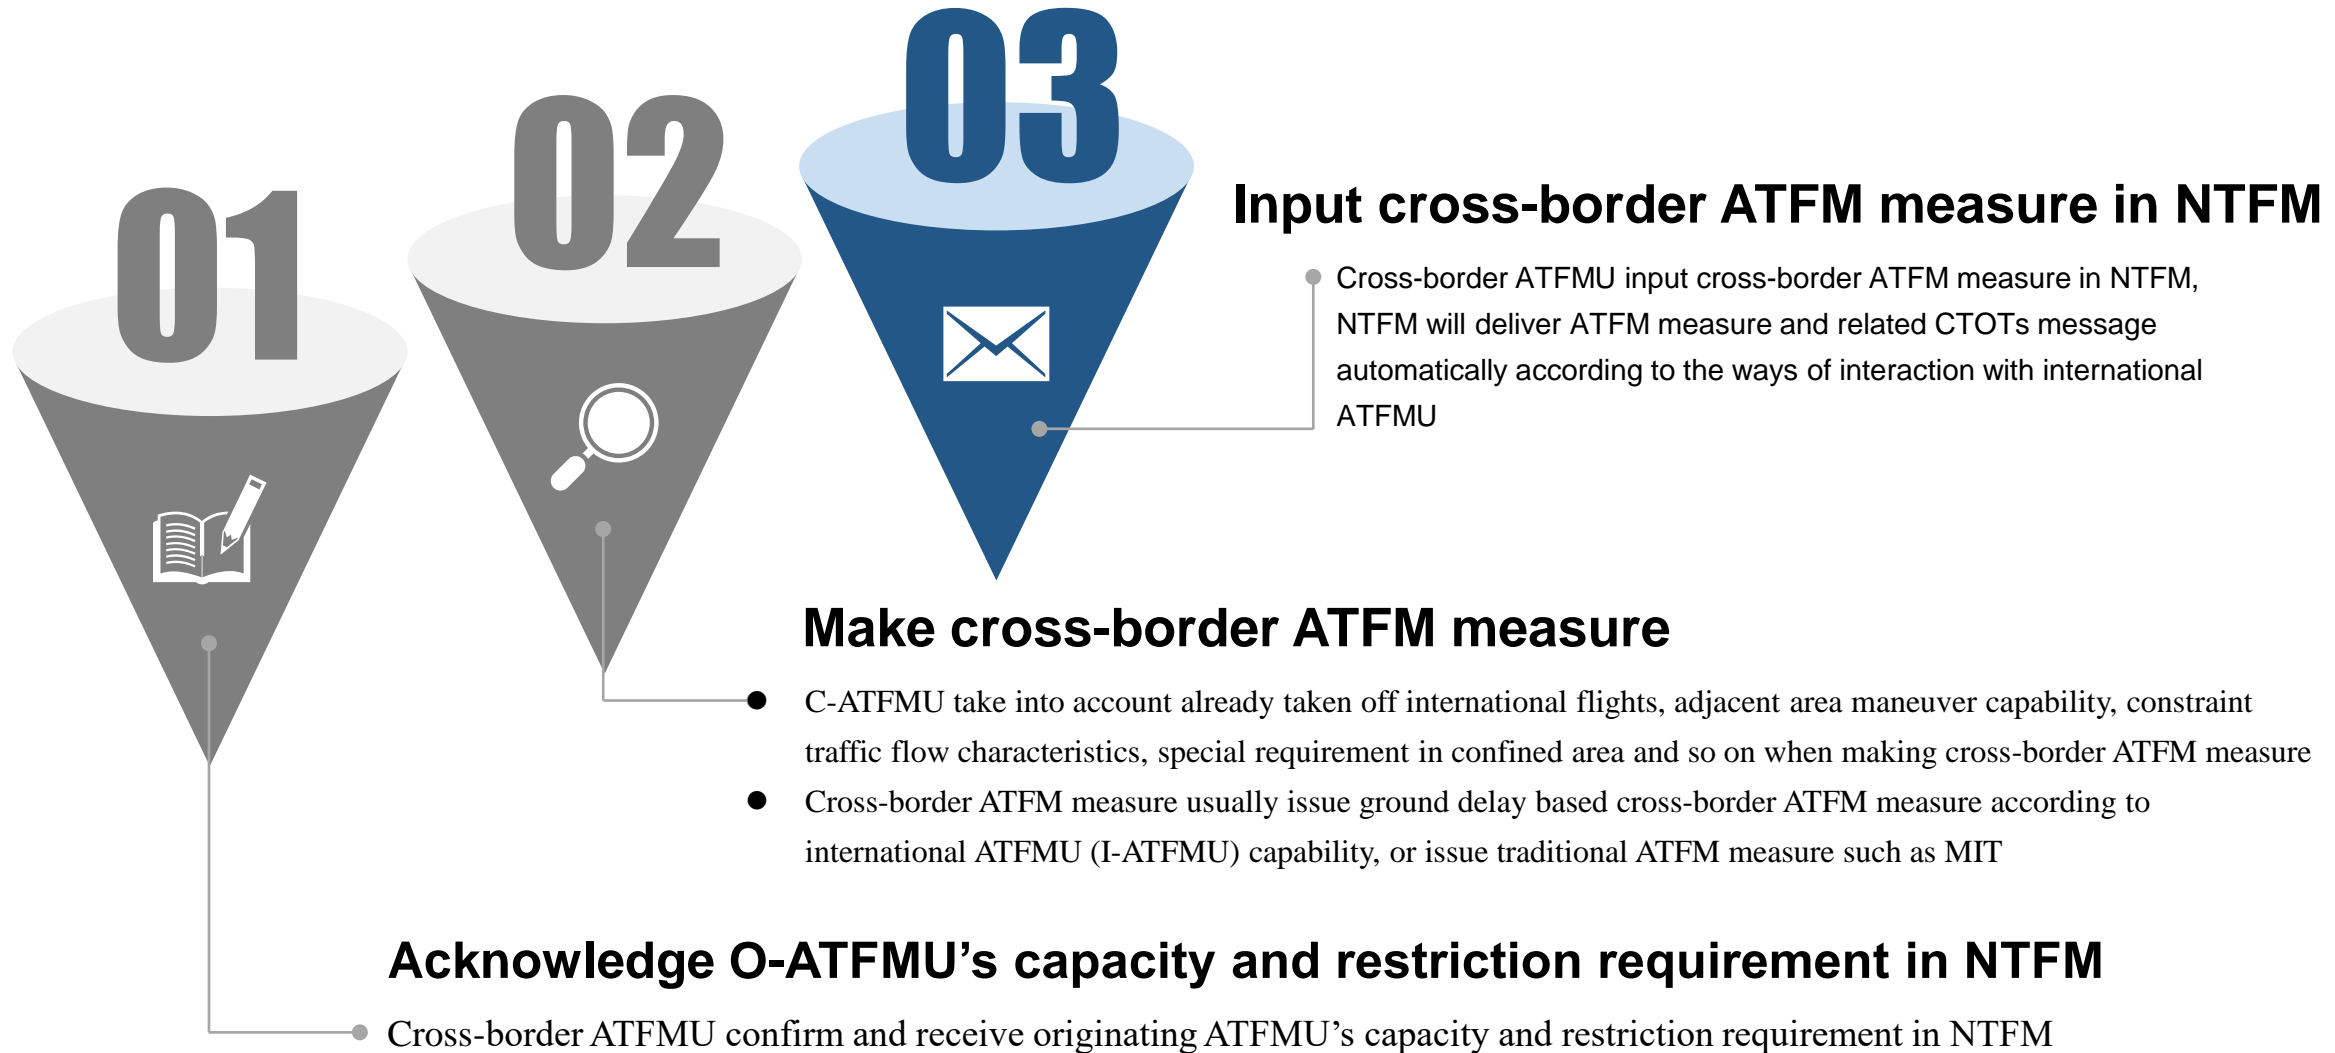 03
02
01
Input cross-border ATFM measure in NTFM
Cross-border ATFMU input cross-border ATFM measure in NTFM,
NTFM will deliver ATFM measure and related CTOTs message
automatically according to the ways of interaction with international
ATFMU
Make cross-border ATFM measure
● C-ATFMU take into account already taken off international flights, adjacent area maneuver capability, constraint
traffic flow characteristics, special requirement in confined area and so on when making cross-border ATFM measure
● Cross-border ATFM measure usually issue ground delay based cross-border ATFM measure according to
international ATFMU (I-ATFMU) capability, or issue traditional ATFM measure such as MIT
Acknowledge O-ATFMU’s capacity and restriction requirement in NTFM
Cross-border ATFMU confirm and receive originating ATFMU’s capacity and restriction requirement in NTFM